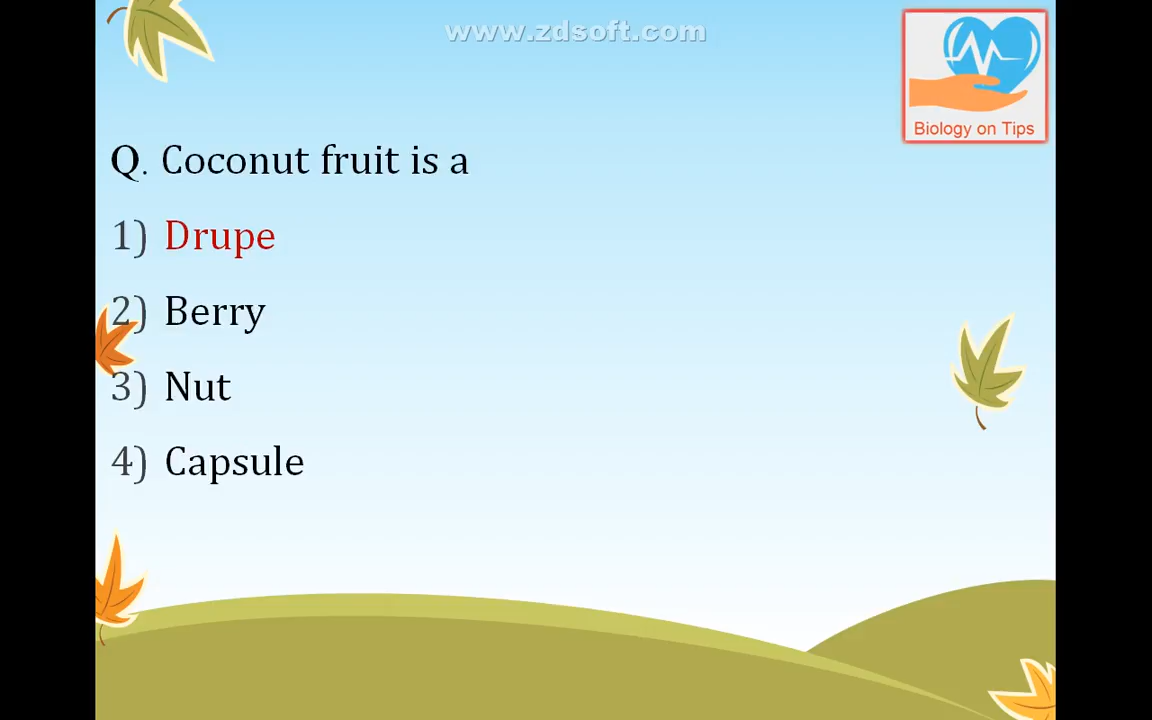 www.zdsoft.com
Biology on Tips
Q. Coconut fruit is a
1) Drupe
2) Berry
3) Nut
4) Capsule